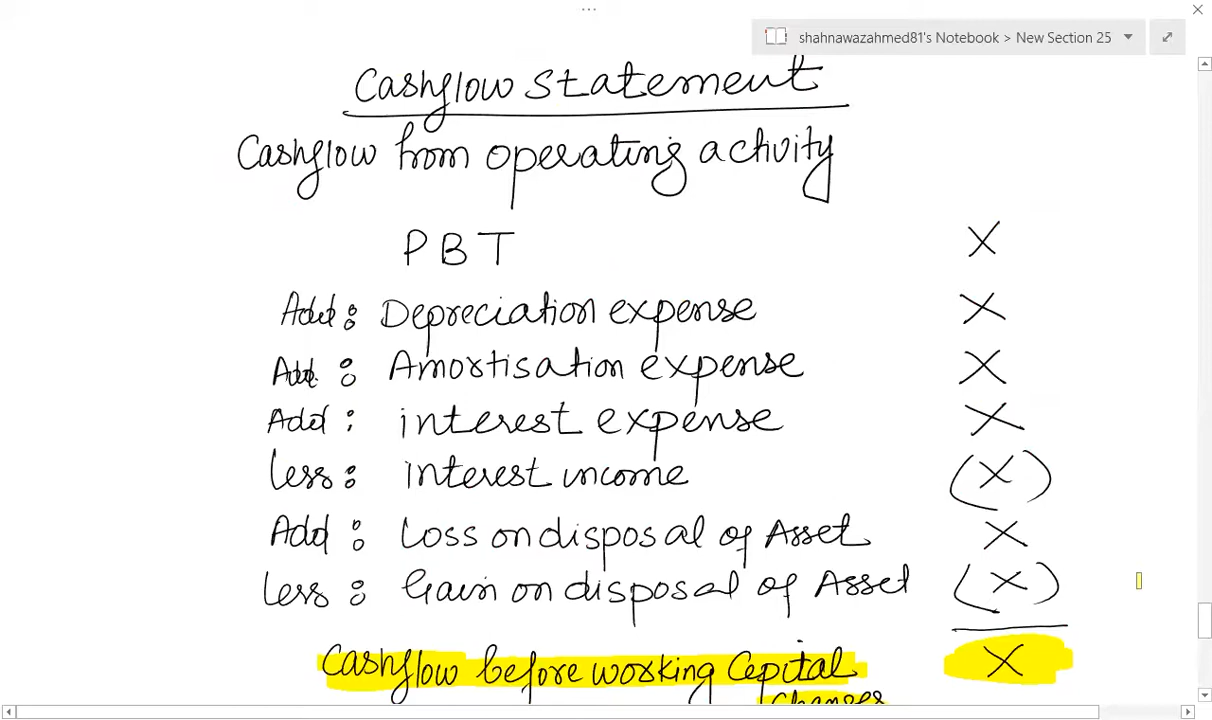 shahnawazahmed81's Notebook > New Section 25
Cashflow Statement
Cashflow from operating activity
PBT X
Add: Depreciation expense X
Add: Amortisation expense X
Add: interest expense X
less: interest income (X)
Add: Loss on disposal of Asset X
less: Gain on disposal of Asset (X)
Cashflow before working Cepital X
Changes